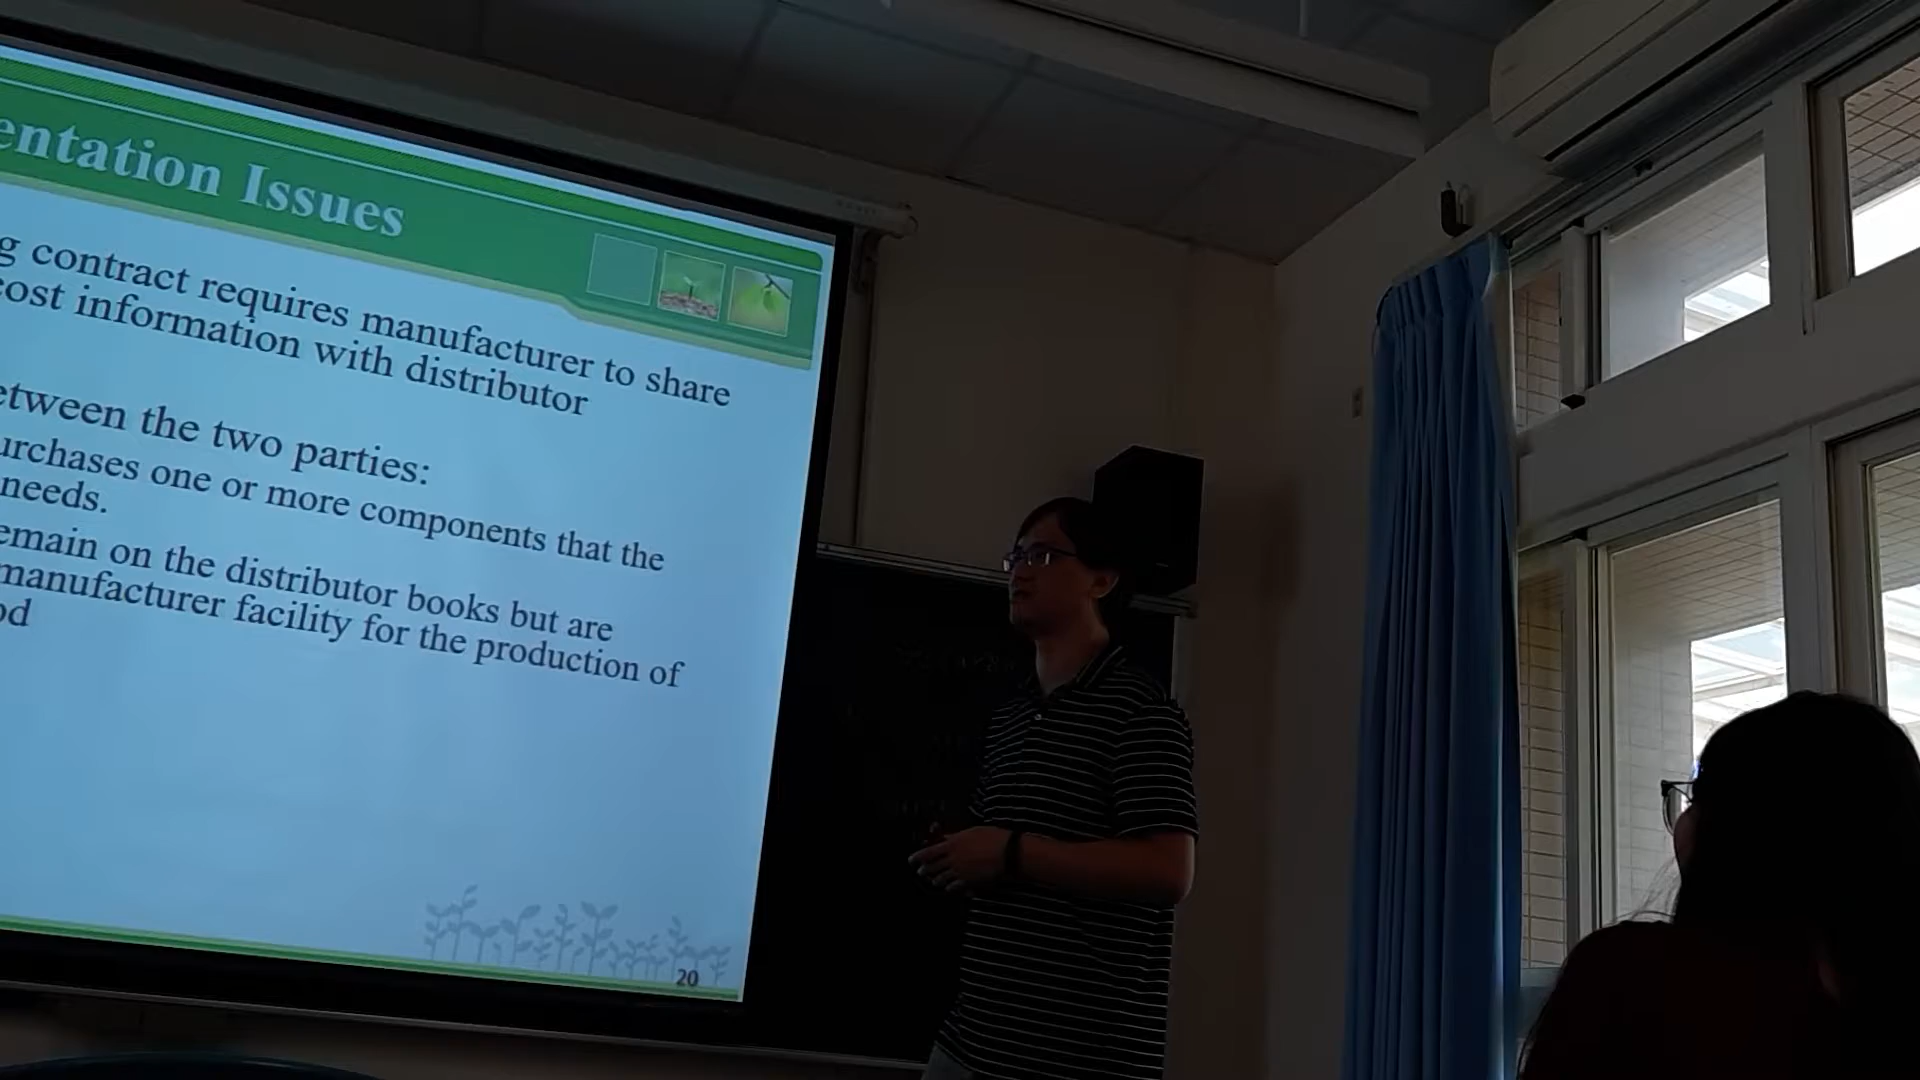 entation Issues
g contract requires manufacturer to share
cost information with distributor
etween the two parties:
urchases one or more components that the
needs.
emain on the distributor books but are
manufacturer facility for the production of
od
20